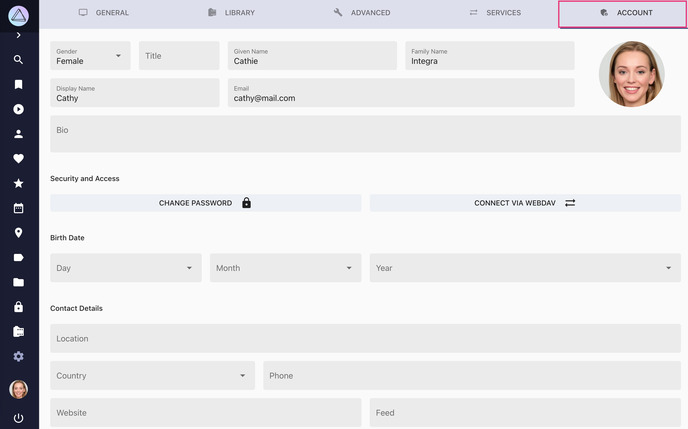 GENERAL LIBRARY ADVANCED SERVICES ACCOUNT
Gender Title Given Name Family Name
Female Cathie Integra
Display Name Email
Cathy cathy@mail.com
Bio
Security and Access
CHANGE PASSWORD CONNECT VIA WEBDAV
Birth Date
Day Month Year
Contact Details
Location
Country Phone
Website Feed